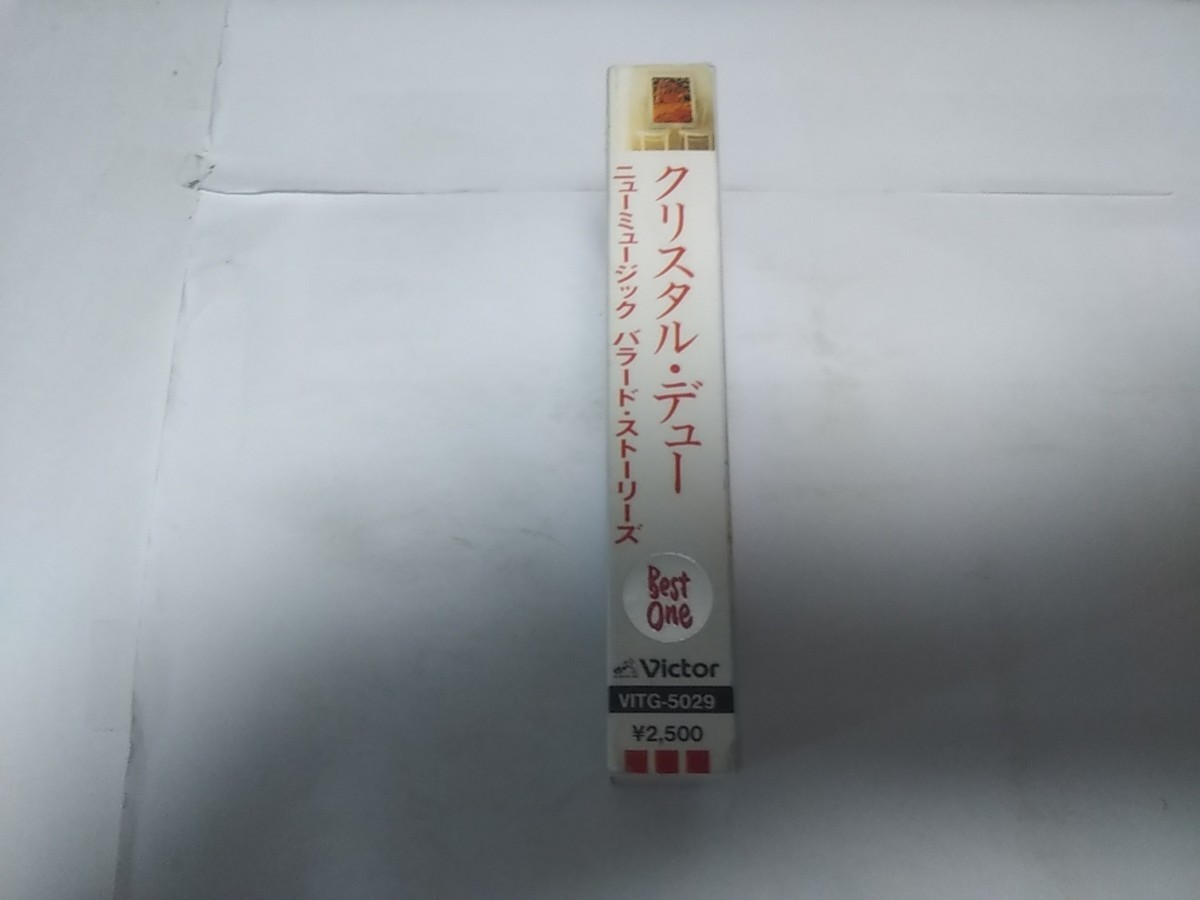 クリスタル・デュー
ニューミュージック バラード・ストーリーズ
Best
One
Victor
VITG-5029
¥2,500